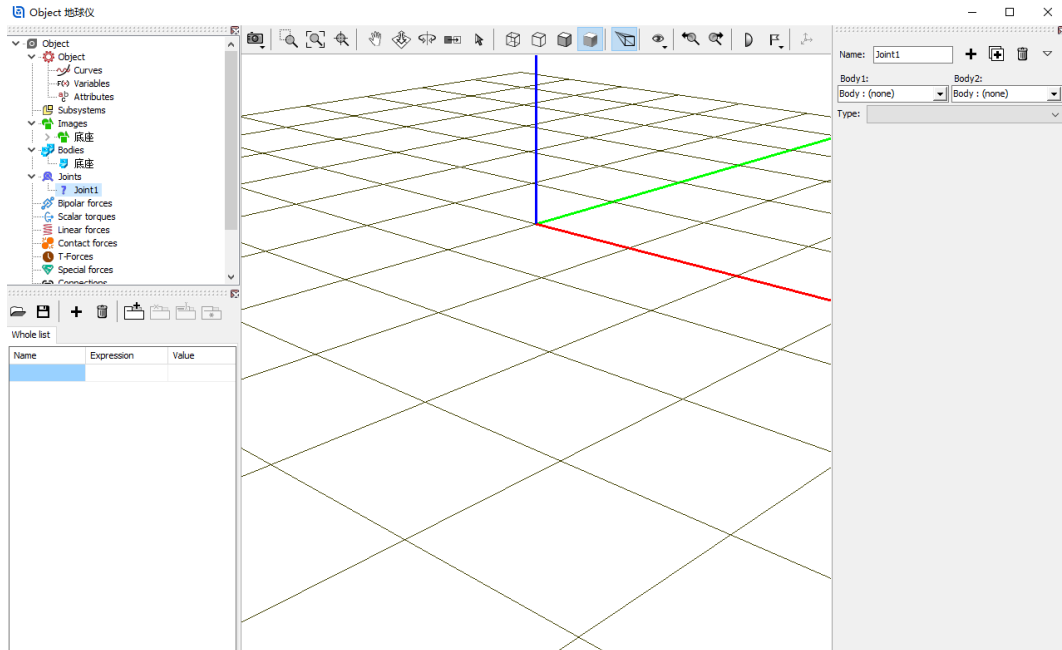 Object 地球仪
Object
Object
Curves
Variables
Attributes
Subsystems
Images
底座
Bodies
底座
Joints
Joint1
Bipolar forces
Scalar torques
Linear forces
Contact forces
T-Forces
Special forces
Connections
Whole list
Name Expression Value
Name: Joint1
Body1: Body2:
Body : (none) Body : (none)
Type: